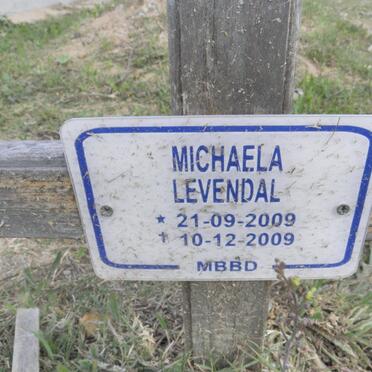 MICHAELA
LEVENDAL
★ 21-09-2009
† 10-12-2009
MBBD